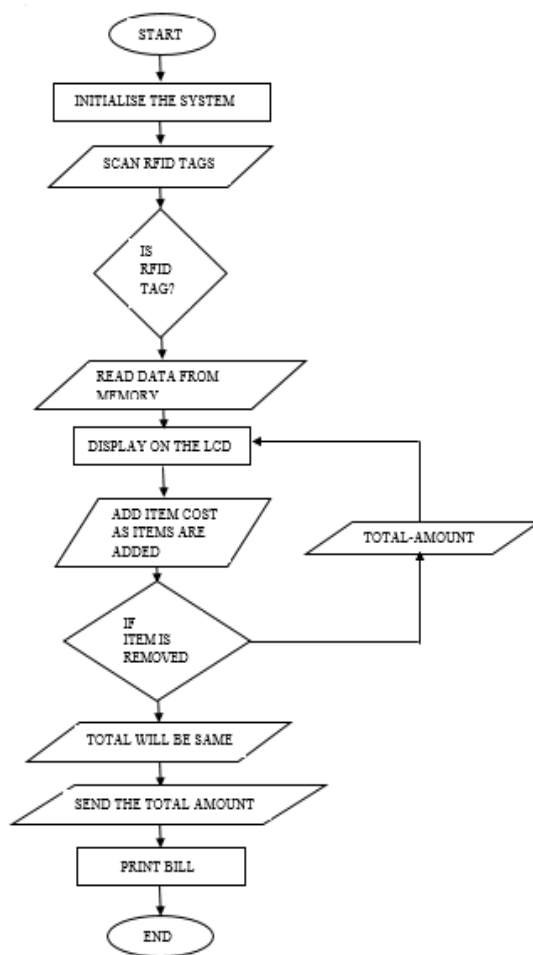 START
INITIALISE THE SYSTEM
SCAN RFID TAGS
IS
RFID
TAG?
READ DATA FROM
MEMORY
DISPLAY ON THE LCD
ADD ITEM COST
AS ITEMS ARE
ADDED
TOTAL-AMOUNT
IF
ITEM IS
REMOVED
TOTAL WILL BE SAME
SEND THE TOTAL AMOUNT
PRINT BILL
END